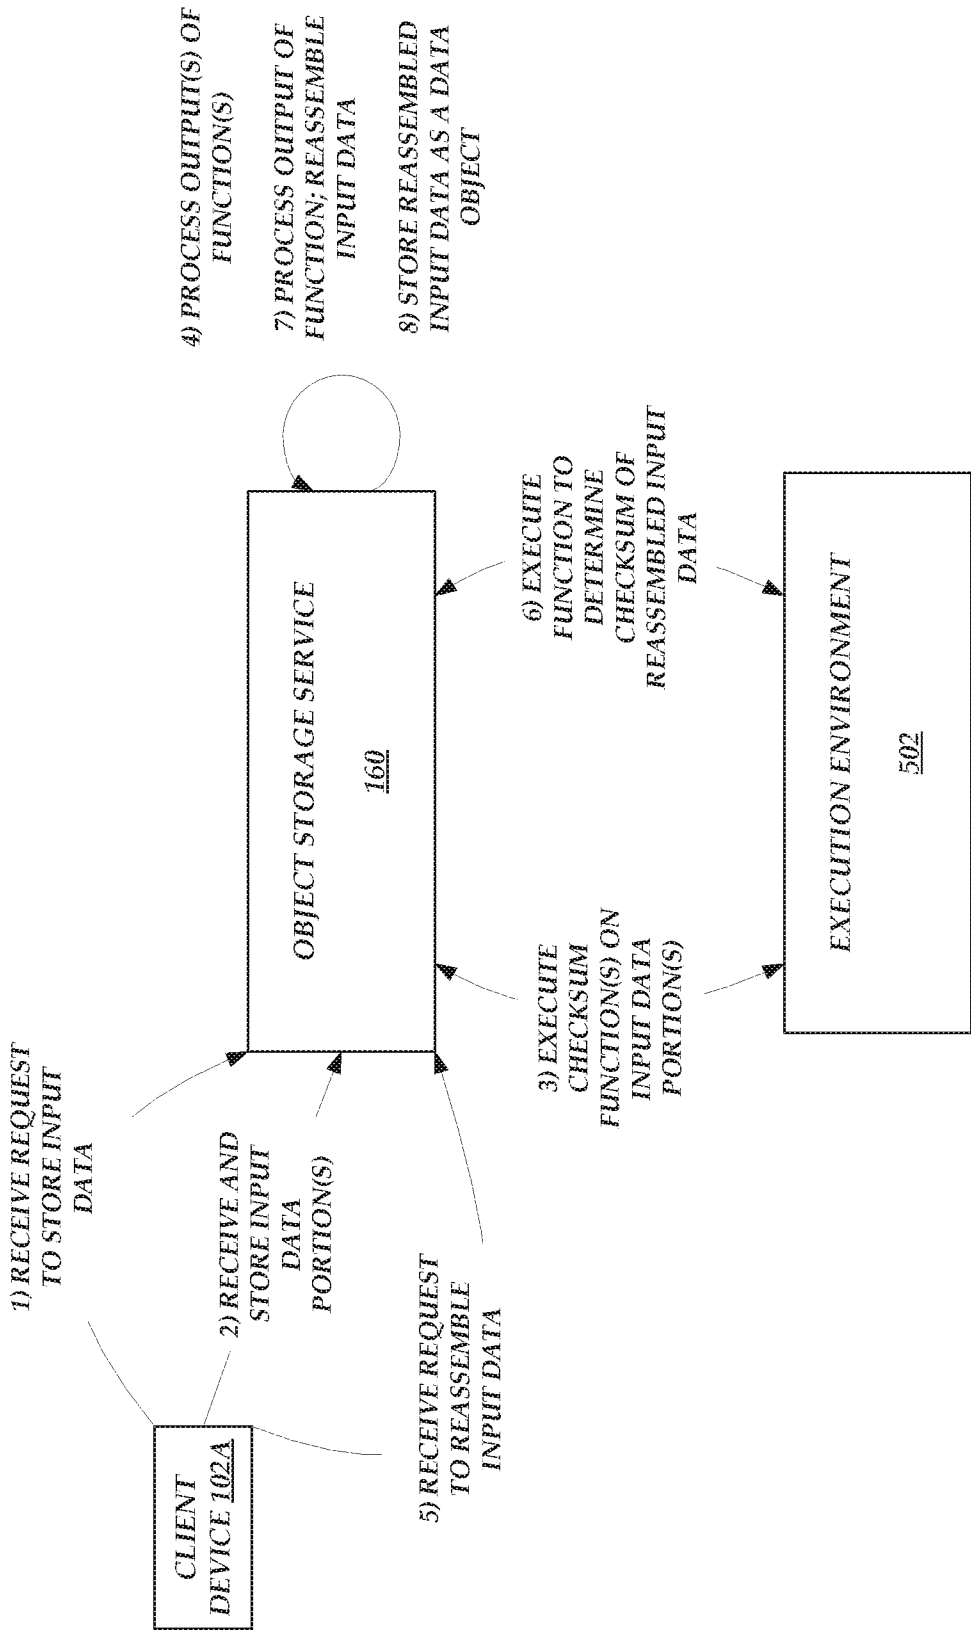 1) RECEIVE REQUEST
TO STORE INPUT
DATA
CLIENT
DEVICE 102A
2) RECEIVE AND
STORE INPUT
DATA
PORTION(S)
5) RECEIVE REQUEST
TO REASSEMBLE
INPUT DATA
OBJECT STORAGE SERVICE
160
4) PROCESS OUTPUT(S) OF
FUNCTION(S)
7) PROCESS OUTPUT OF
FUNCTION; REASSEMBLE
INPUT DATA
8) STORE REASSEMBLED
INPUT DATA AS A DATA
OBJECT
3) EXECUTE
CHECKSUM
FUNCTION(S) ON
INPUT DATA
PORTION(S)
6) EXECUTE
FUNCTION TO
DETERMINE
CHECKSUM OF
REASSEMBLED INPUT
DATA
EXECUTION ENVIRONMENT
502